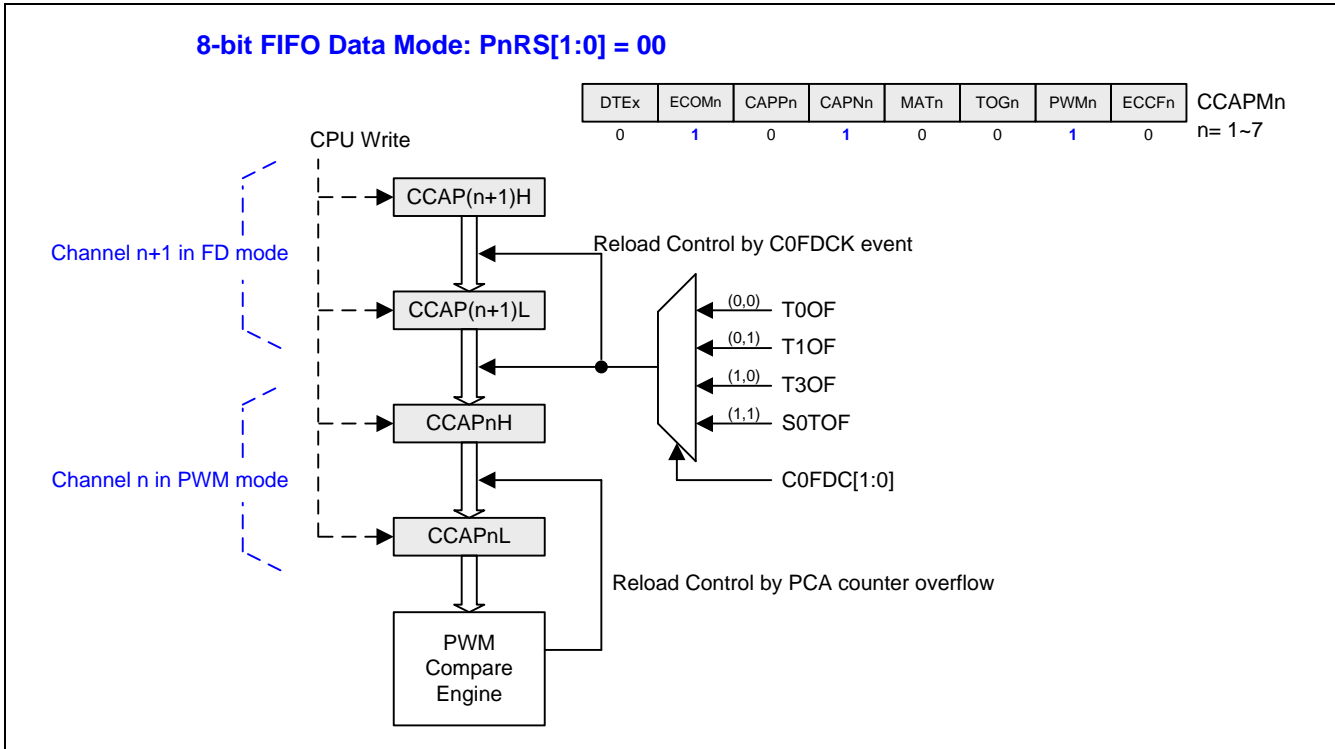 8-bit FIFO Data Mode: PnRS[1:0] = 00
DTEx ECOMn CAPPn CAPNn MATn TOGn PWMn ECCFn CCAPMn
0 1 0 1 0 0 1 0 n= 1~7
CPU Write
CCAP(n+1)H
Channel n+1 in FD mode
Reload Control by C0FDCK event
CCAP(n+1)L
(0,0) T0OF
(0,1) T1OF
(1,0) T3OF
(1,1) S0TOF
CCAPnH
Channel n in PWM mode
C0FDC[1:0]
CCAPnL
Reload Control by PCA counter overflow
PWM
Compare
Engine